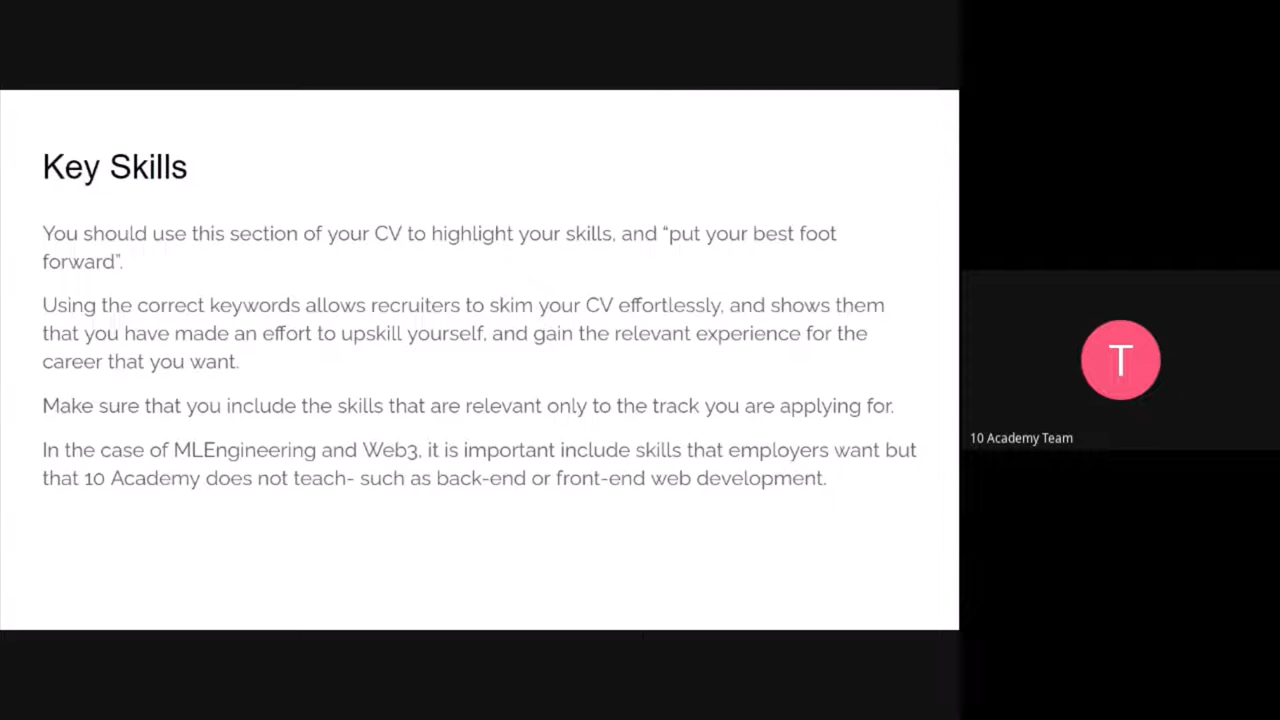 Key Skills
You should use this section of your CV to highlight your skills, and “put your best foot
forward”.
Using the correct keywords allows recruiters to skim your CV effortlessly, and shows them
that you have made an effort to upskill yourself, and gain the relevant experience for the
career that you want.
Make sure that you include the skills that are relevant only to the track you are applying for.
In the case of MLEngineering and Web3, it is important include skills that employers want but
that 10 Academy does not teach- such as back-end or front-end web development.
T
10 Academy Team